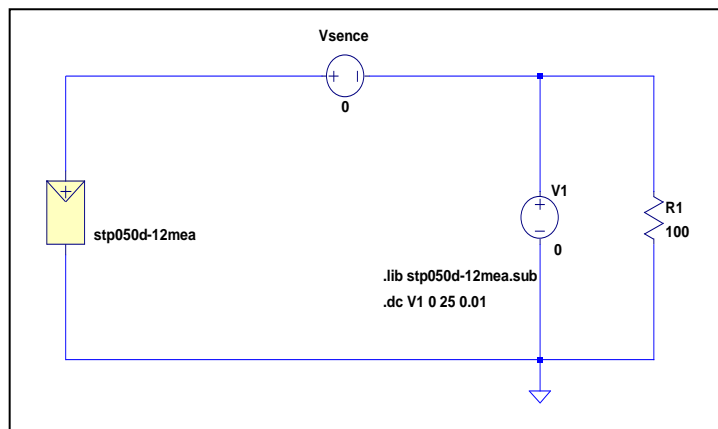 Vsence
0
stp050d-12mea
V1
0
R1
100
.lib stp050d-12mea.sub
.dc V1 0 25 0.01